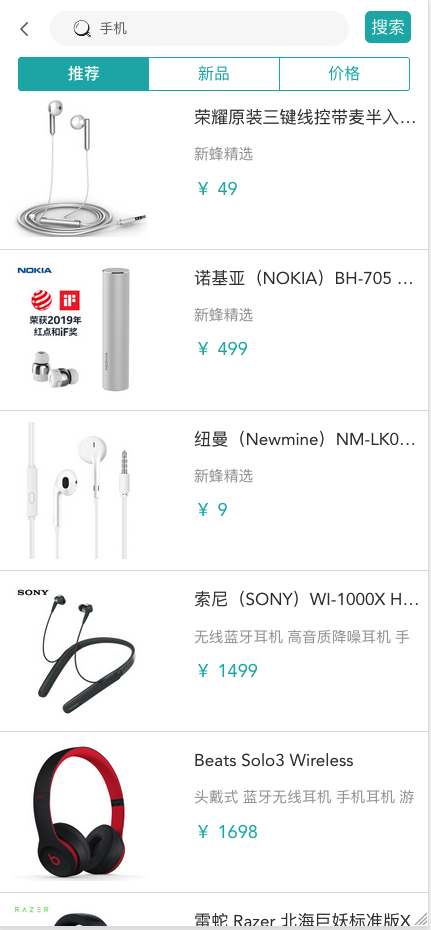 手机
搜索
推荐
新品
价格
荣耀原装三键线控带麦半入...
新蜂精选
¥ 49
NOKIA
荣获2019年
红点和iF奖
诺基亚（NOKIA）BH-705 ...
新蜂精选
¥ 499
纽曼（Newmine）NM-LK0...
新蜂精选
¥ 9
SONY
索尼（SONY）WI-1000X H...
无线蓝牙耳机 高音质降噪耳机 手
¥ 1499
Beats Solo3 Wireless
头戴式 蓝牙无线耳机 手机耳机 游
¥ 1698
RAZER
雷蛇 Razer 北海巨妖标准版X